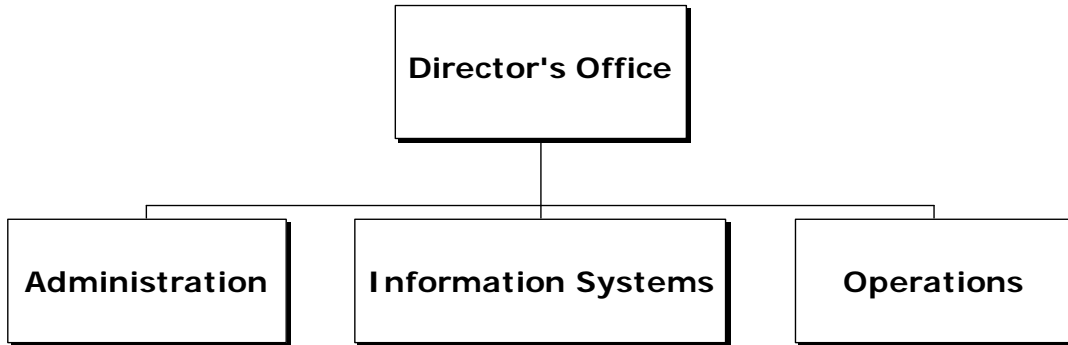 Director's Office
Administration
Information Systems
Operations